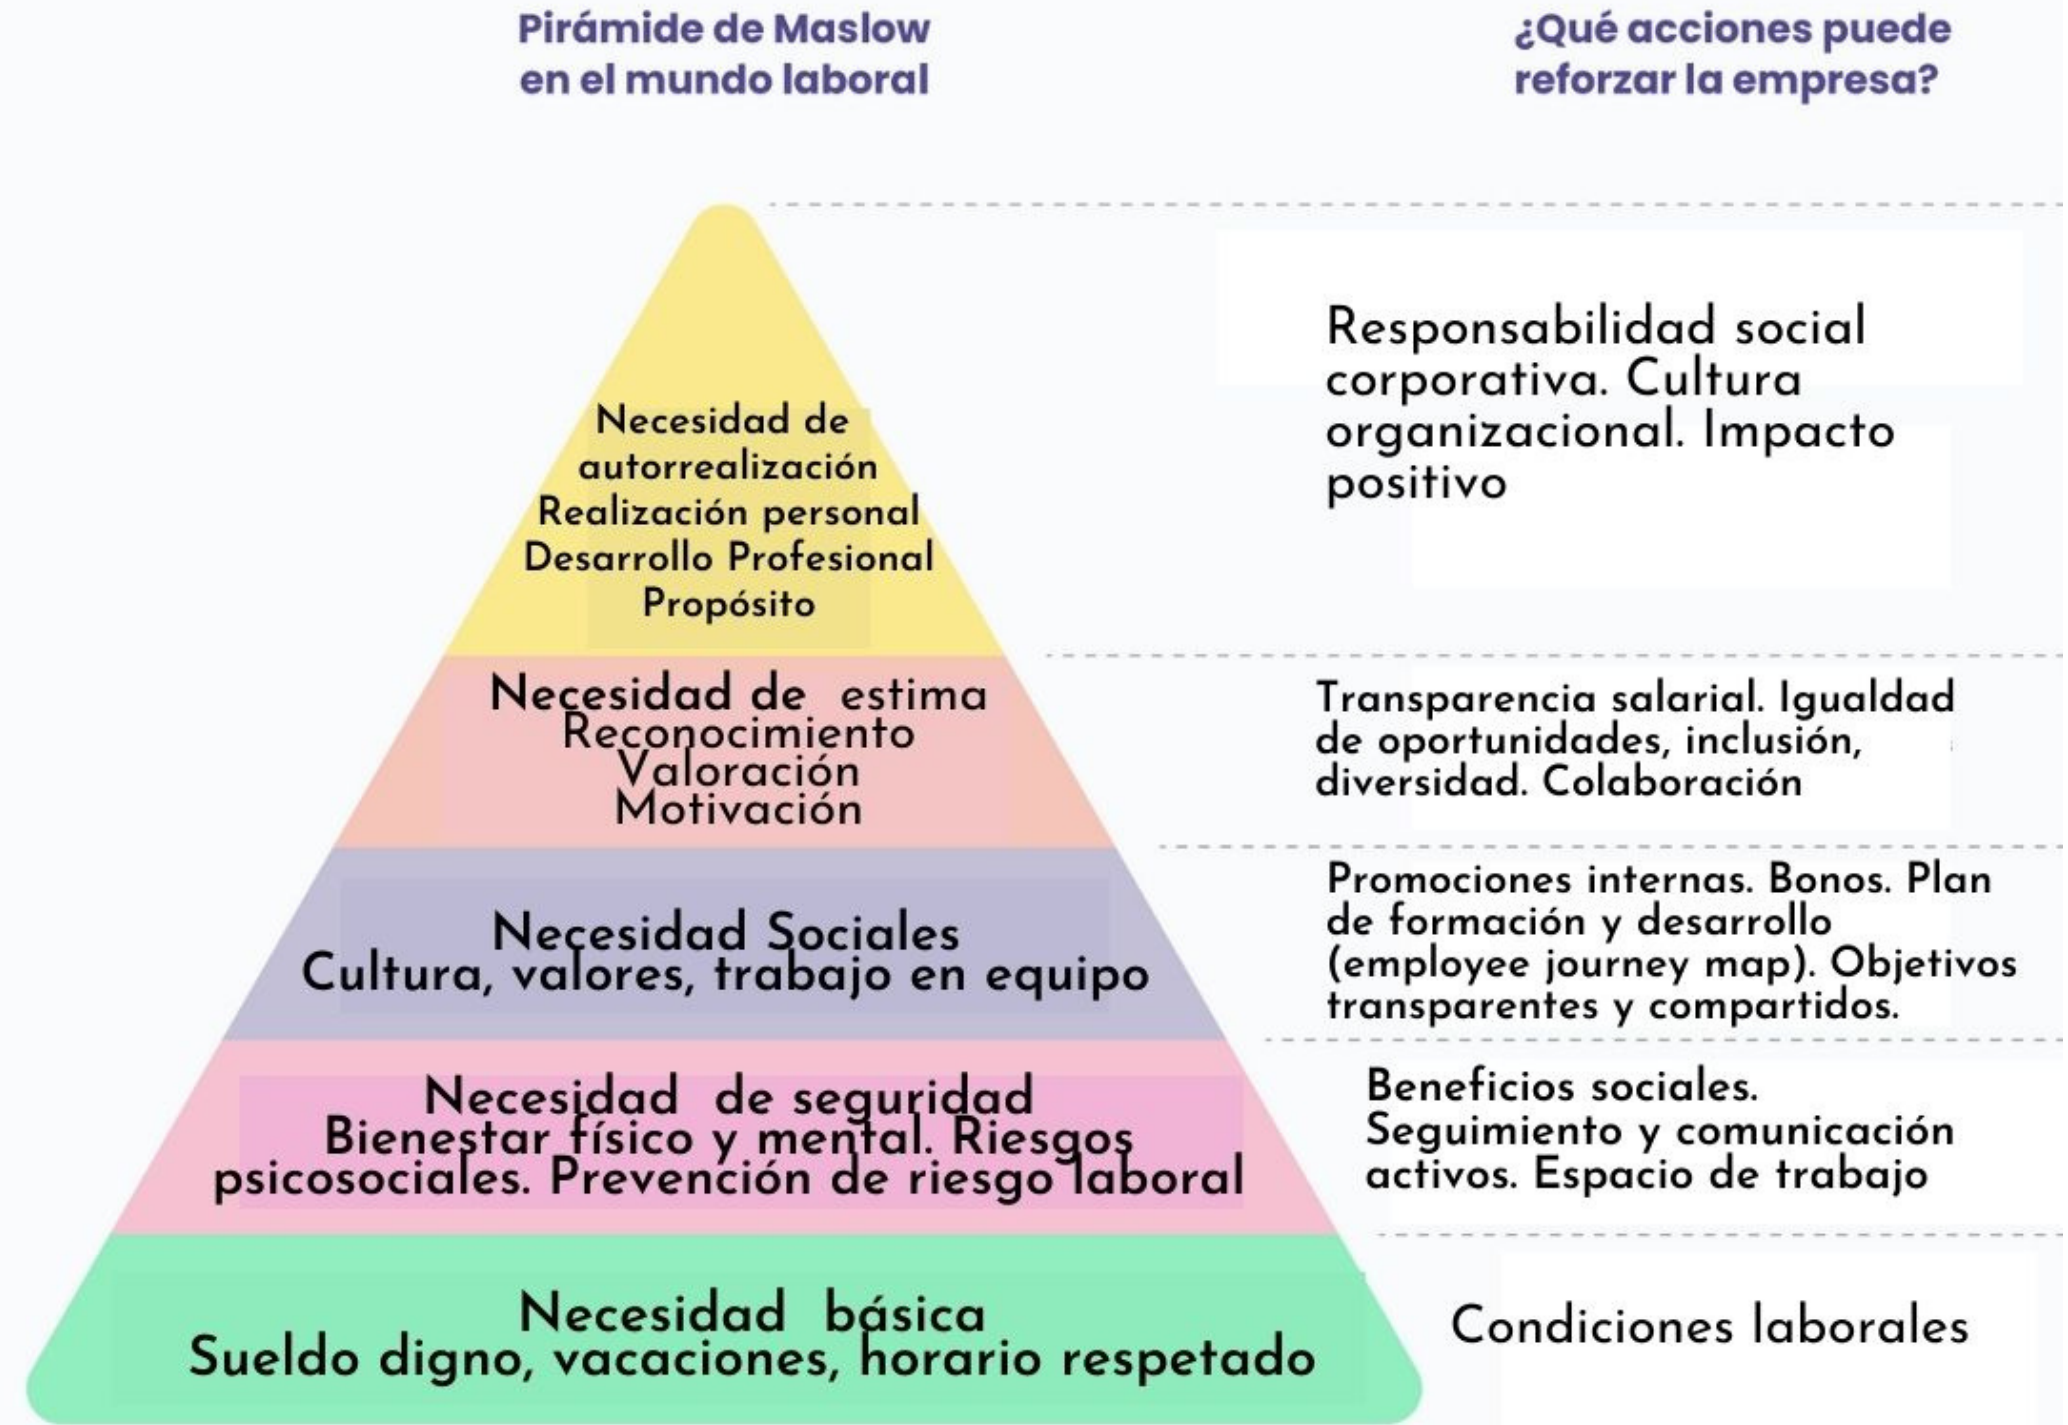 Pirámide de Maslow
en el mundo laboral
¿Qué acciones puede
reforzar la empresa?
Necesidad de
autorrealización
Realización personal
Desarrollo Profesional
Propósito
Responsabilidad social
corporativa. Cultura
organizacional. Impacto
positivo
Necesidad de estima
Reconocimiento
Valoración
Motivación
Transparencia salarial. Igualdad
de oportunidades, inclusión,
diversidad. Colaboración
Necesidad Sociales
Cultura, valores, trabajo en equipo
Promociones internas. Bonos. Plan
de formación y desarrollo
(employee journey map). Objetivos
transparentes y compartidos.
Necesidad de seguridad
Bienestar físico y mental. Riesgos
psicosociales. Prevención de riesgo laboral
Beneficios sociales.
Seguimiento y comunicación
activos. Espacio de trabajo
Necesidad básica
Sueldo digno, vacaciones, horario respetado
Condiciones laborales